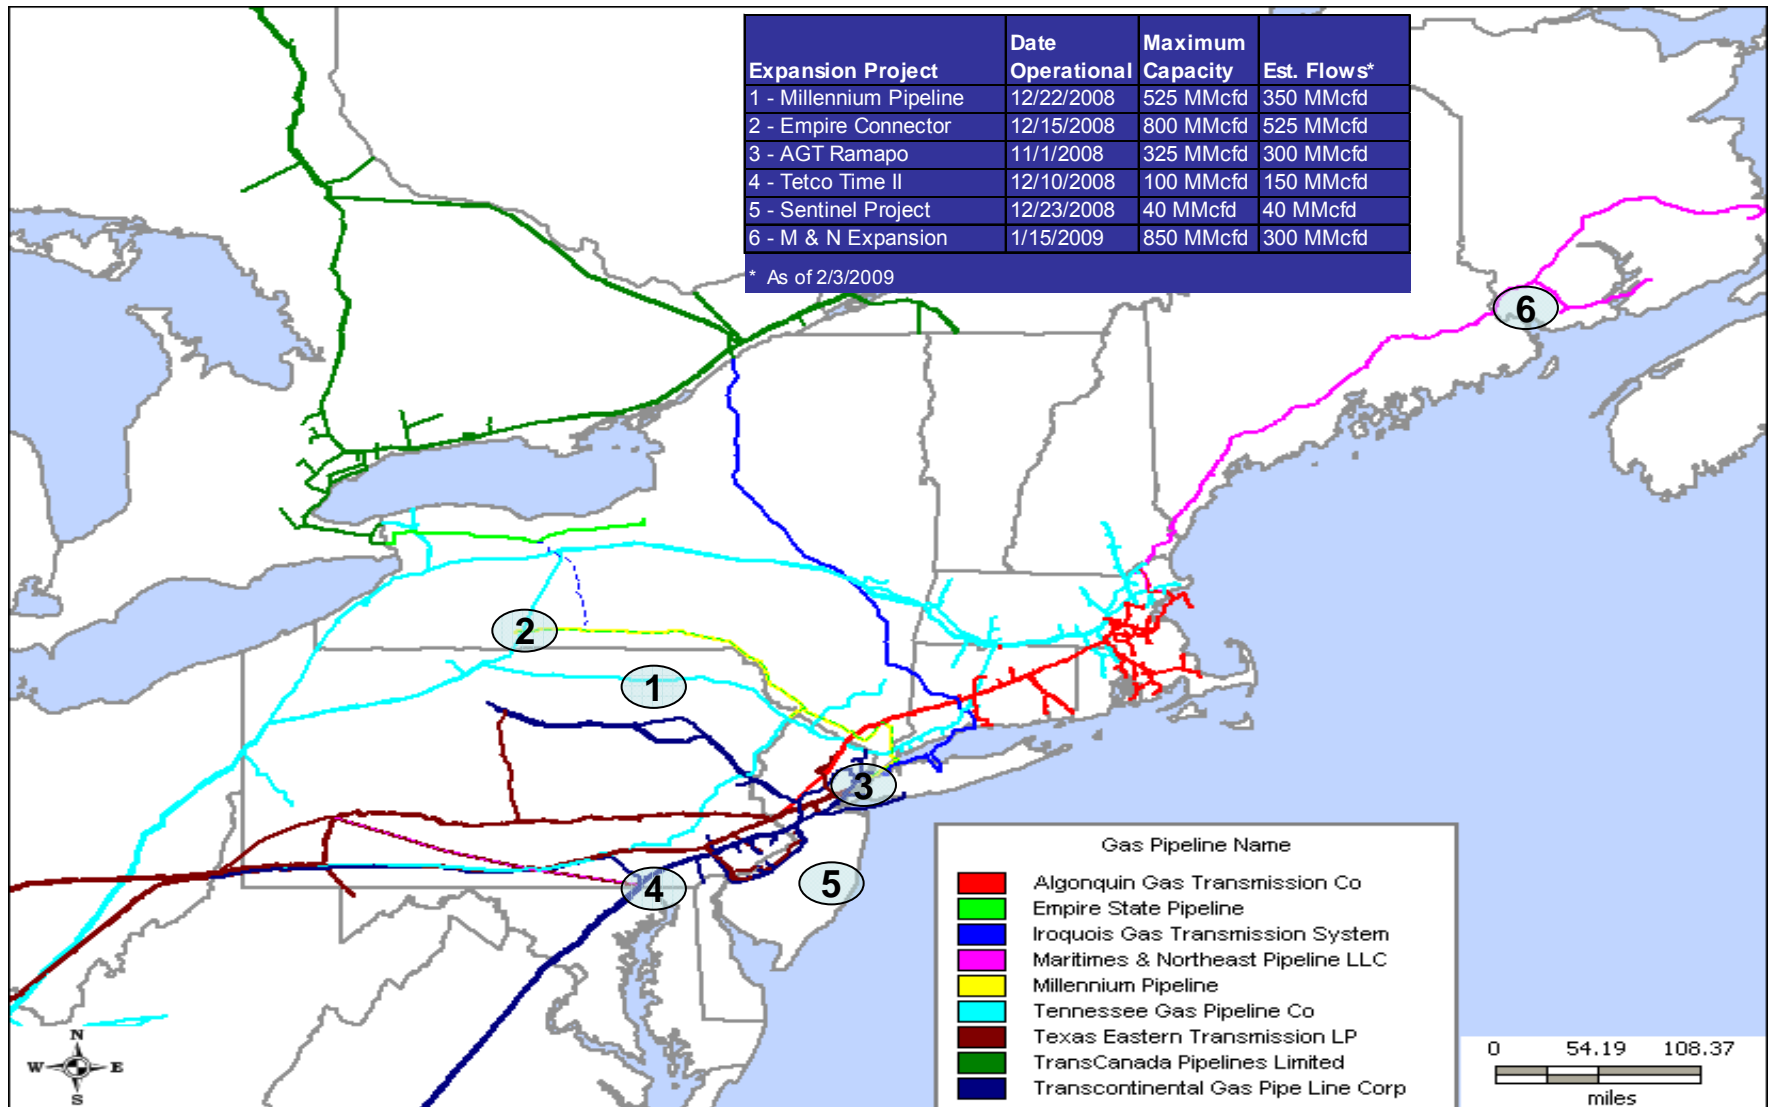 Expansion Project Date Operational Maximum Capacity Est. Flows*
1 - Millennium Pipeline 12/22/2008 525 MMcfd 350 MMcfd
2 - Empire Connector 12/15/2008 800 MMcfd 525 MMcfd
3 - AGT Ramapo 11/1/2008 325 MMcfd 300 MMcfd
4 - Tetco Time II 12/10/2008 100 MMcfd 150 MMcfd
5 - Sentinel Project 12/23/2008 40 MMcfd 40 MMcfd
6 - M & N Expansion 1/15/2009 850 MMcfd 300 MMcfd
* As of 2/3/2009
6
2
1
3
4
5
Gas Pipeline Name
Algonquin Gas Transmission Co
Empire State Pipeline
Iroquois Gas Transmission System
Maritimes & Northeast Pipeline LLC
Millennium Pipeline
Tennessee Gas Pipeline Co
Texas Eastern Transmission LP
TransCanada Pipelines Limited
Transcontinental Gas Pipe Line Corp
N
W E
S
0 54.19 108.37
miles